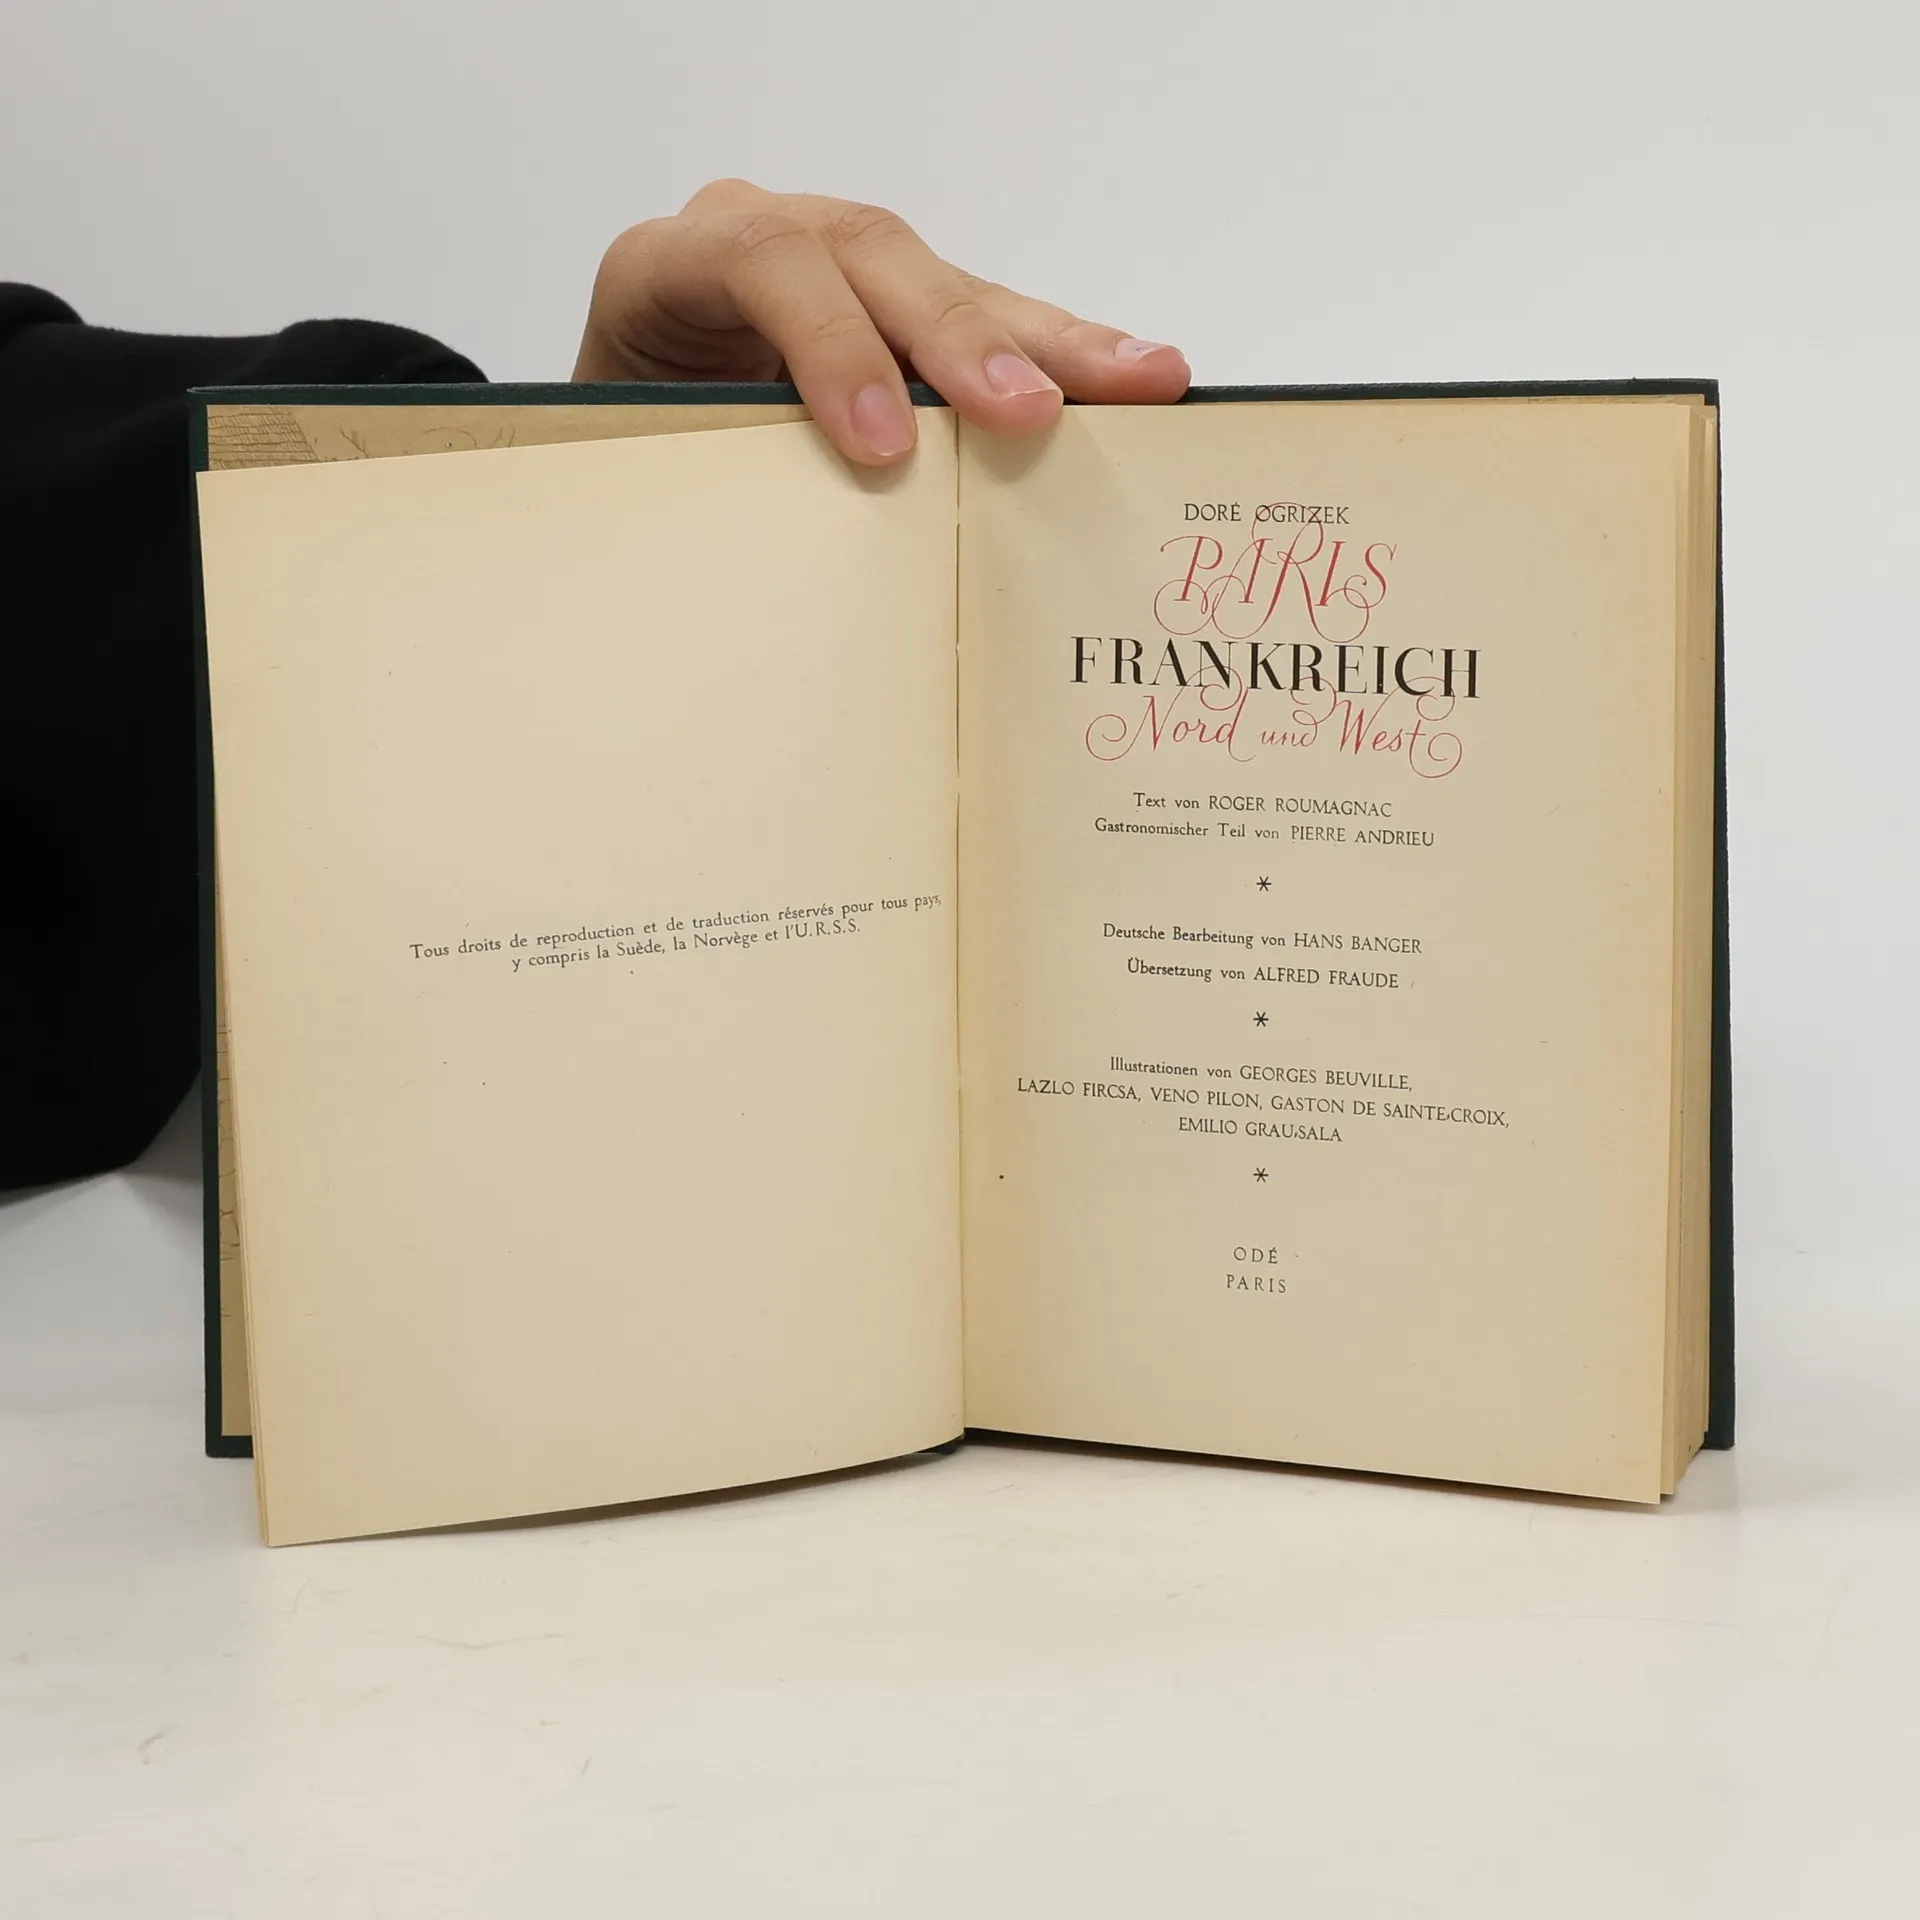 Tous droits de reproduction et de traduction réservés pour tous pays,
y compris la Suède, la Norvège et l'U.R.S.S.
DORÉ OGRIZEK
PARIS
FRANKREICH
Nord und West
Text von ROGER ROUMAGNAC
Gastronomischer Teil von PIERRE ANDRIEU
*
Deutsche Bearbeitung von HANS BANGER
Übersetzung von ALFRED FRAUDE
*
Illustrationen von GEORGES BEUVILLE,
LAZLO FIRCSA, VENO PILON, GASTON DE SAINTE-CROIX,
EMILIO GRAU-SALA
*
ODÉ
PARIS